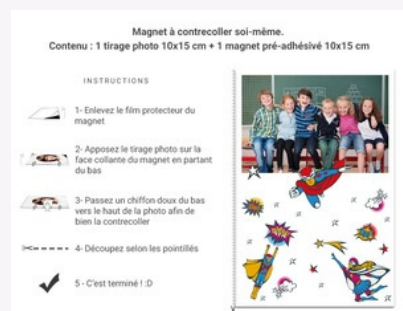 Magnet à contrecoller soi-même.
Contenu : 1 tirage photo 10x15 cm + 1 magnet pré-adhésivé 10x15 cm
INSTRUCTIONS
1- Enlevez le film protecteur du
magnet
2- Apposez le tirage photo sur la
face collante du magnet en partant
du bas
3- Passez un chiffon doux du bas
vers le haut de la photo afin de
bien la contrecoller
4- Découpez selon les pointillés
5 - C'est terminé ! :D